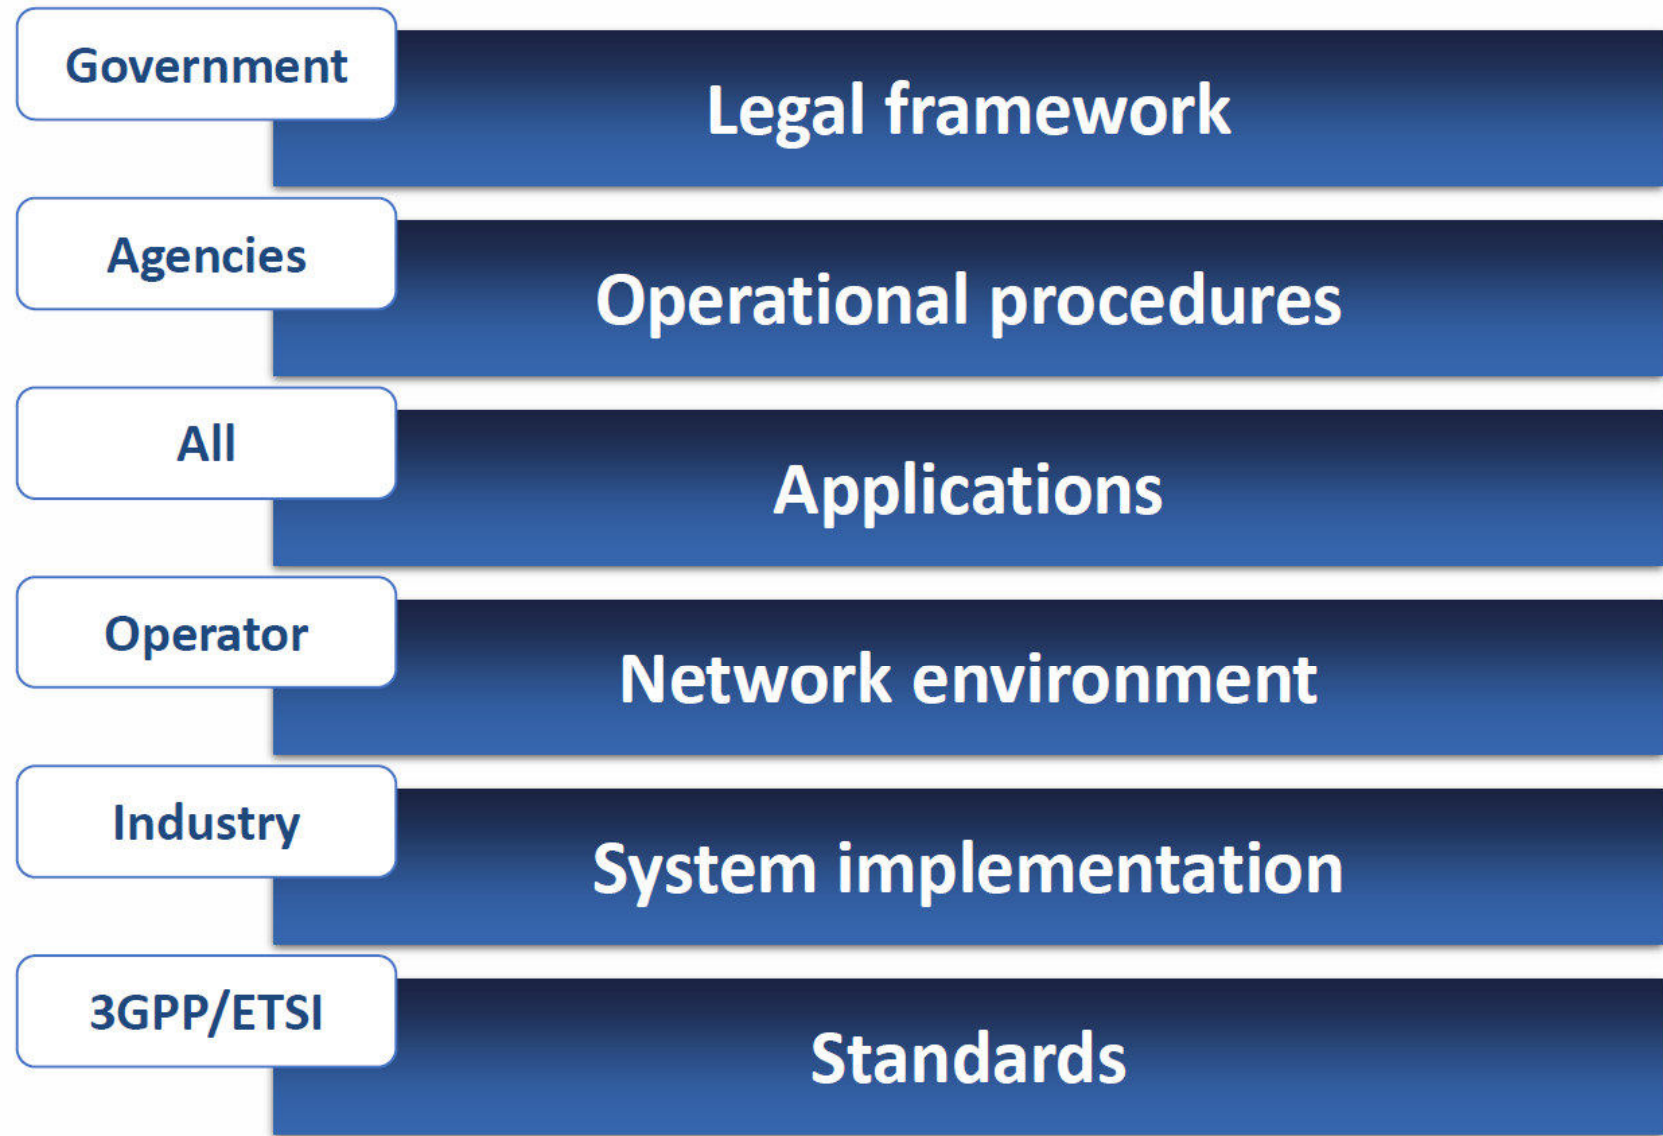 Government
Legal framework
Agencies
Operational procedures
All
Applications
Operator
Network environment
Industry
System implementation
3GPP/ETSI
Standards